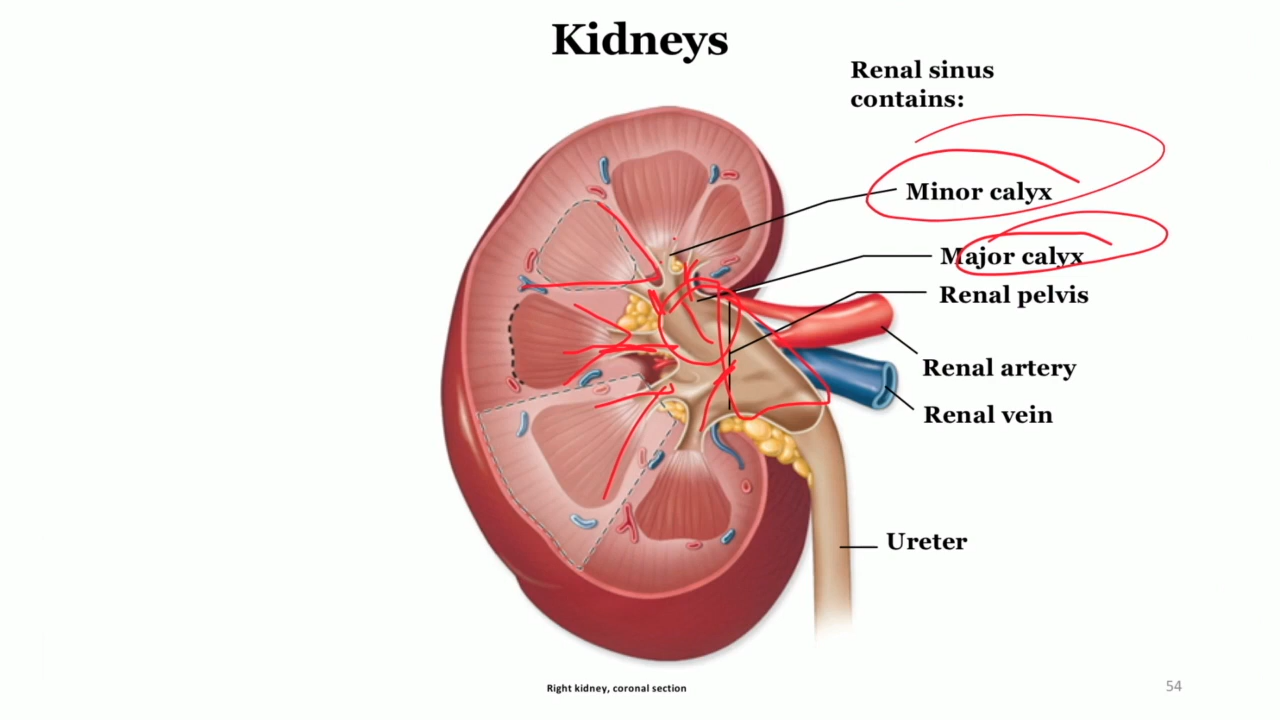 Kidneys
Renal sinus
contains:
Minor calyx
Major calyx
Renal pelvis
Renal artery
Renal vein
Ureter
Right kidney, coronal section
54